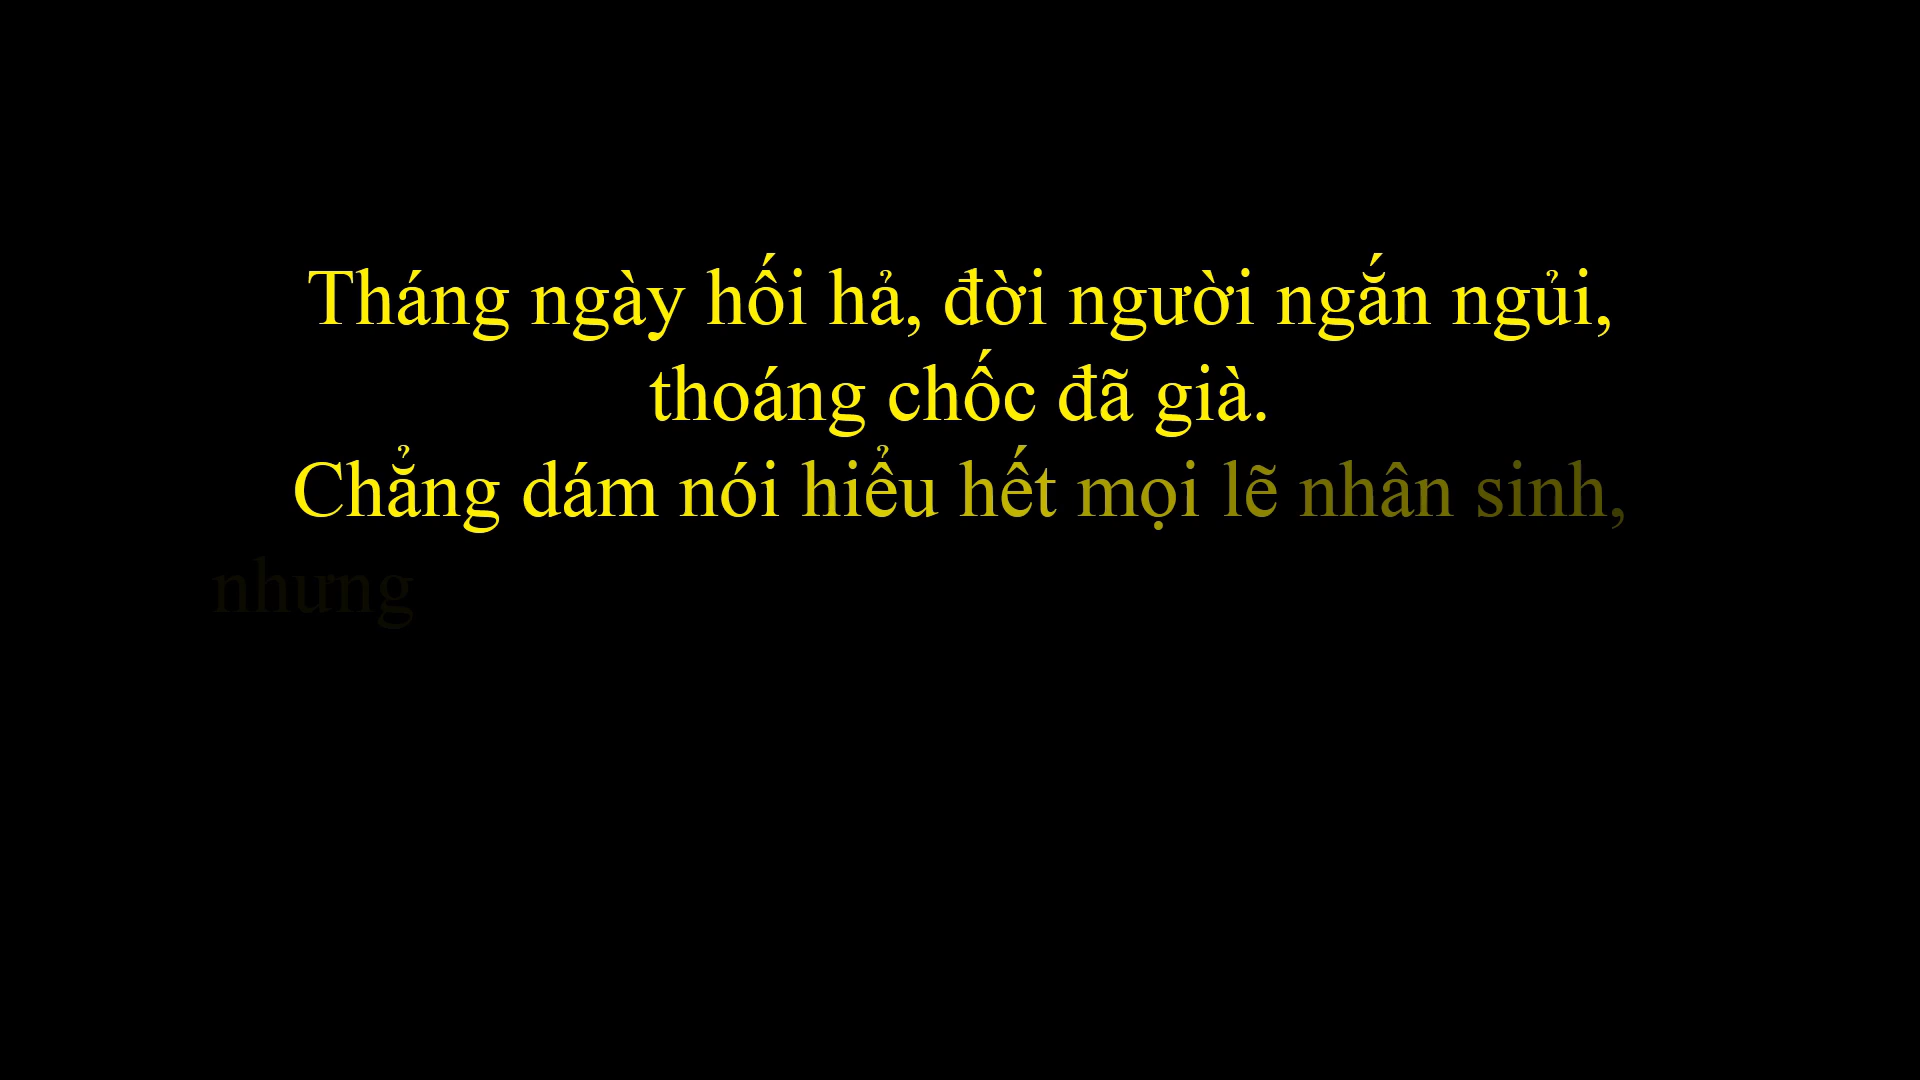 Tháng ngày hối hả, đời người ngắn ngủi,
thoáng chốc đã già.
Chẳng dám nói hiểu hết mọi lẽ nhân sinh,
nhưng